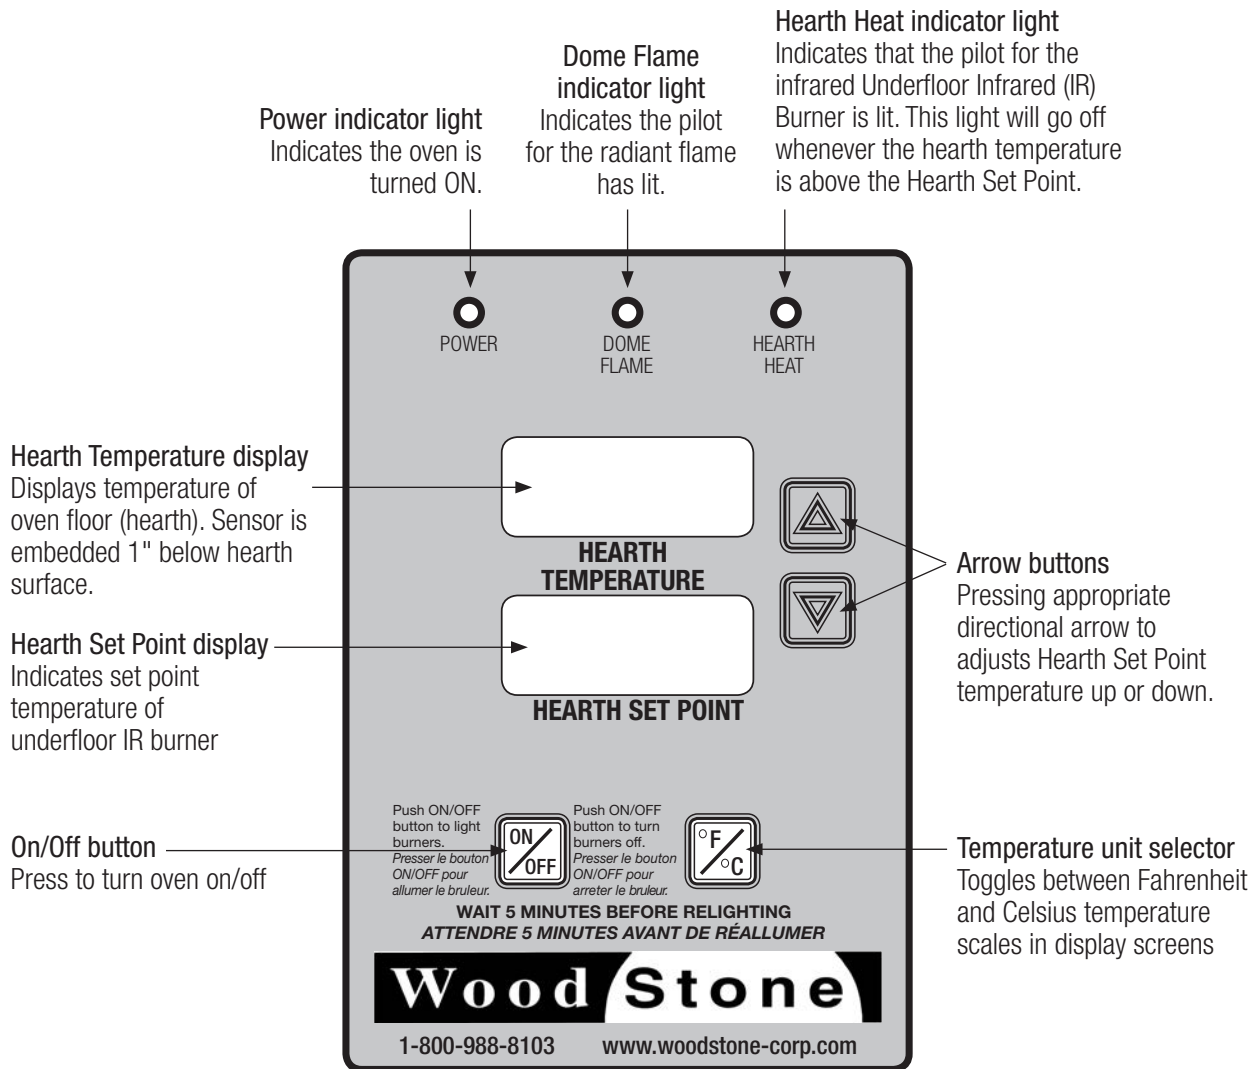 Hearth Heat indicator light
Indicates that the pilot for the
infrared Underfloor Infrared (IR)
Burner is lit. This light will go off
whenever the hearth temperature
is above the Hearth Set Point.
Dome Flame
indicator light
Indicates the pilot
for the radiant flame
has lit.
Power indicator light
Indicates the oven is
turned ON.
POWER
DOME
FLAME
HEARTH
HEAT
Hearth Temperature display
Displays temperature of
oven floor (hearth). Sensor is
embedded 1" below hearth
surface.
HEARTH
TEMPERATURE
Arrow buttons
Pressing appropriate
directional arrow to
adjusts Hearth Set Point
temperature up or down.
Hearth Set Point display
Indicates set point
temperature of
underfloor IR burner
HEARTH SET POINT
On/Off button
Press to turn oven on/off
Push ON/OFF
button to light
burners.
Presser le bouton
ON/OFF pour
allumer le bruleur.
ON
OFF
Push ON/OFF
button to turn
burners off.
Presser le bouton
ON/OFF pour
arreter le bruleur.
°F
°C
Temperature unit selector
Toggles between Fahrenheit
and Celsius temperature
scales in display screens
WAIT 5 MINUTES BEFORE RELIGHTING
ATTENDRE 5 MINUTES AVANT DE RÉALLUMER
Wood Stone
1-800-988-8103 www.woodstone-corp.com